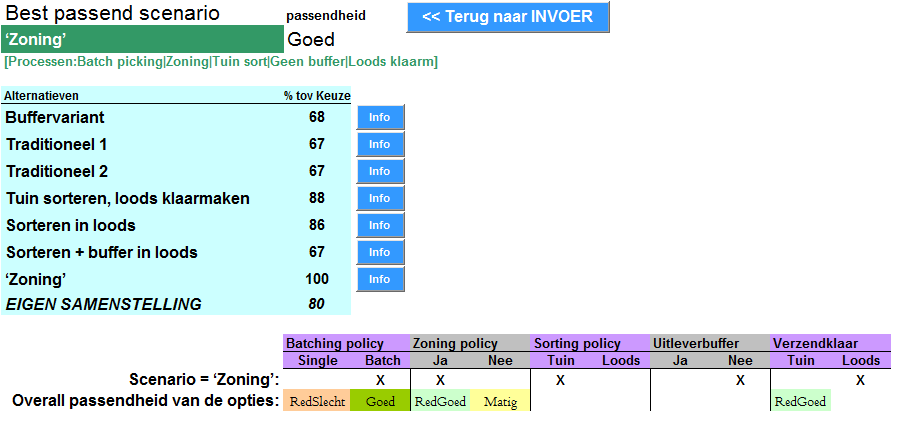 Best passend scenario passendheid << Terug naar INVOER
‘Zoning’ Goed
[Processen:Batch picking|Zoning|Tuin sort|Geen buffer|Loods klaarm]
Alternatieven % tov Keuze
Buffervariant 68 Info
Traditioneel 1 67 Info
Traditioneel 2 67 Info
Tuin sorteren, loods klaarmaken 88 Info
Sorteren in loods 86 Info
Sorteren + buffer in loods 67 Info
‘Zoning’ 100 Info
EIGEN SAMENSTELLING 80
Batching policy Zoning policy Sorting policy Uitleverbuffer Verzendklaar
Single Batch Ja Nee Tuin Loods Ja Nee Tuin Loods
Scenario = ‘Zoning’: X X X X X
Overall passendheid van de opties: RedSlecht Goed RedGoed Matig RedGoed